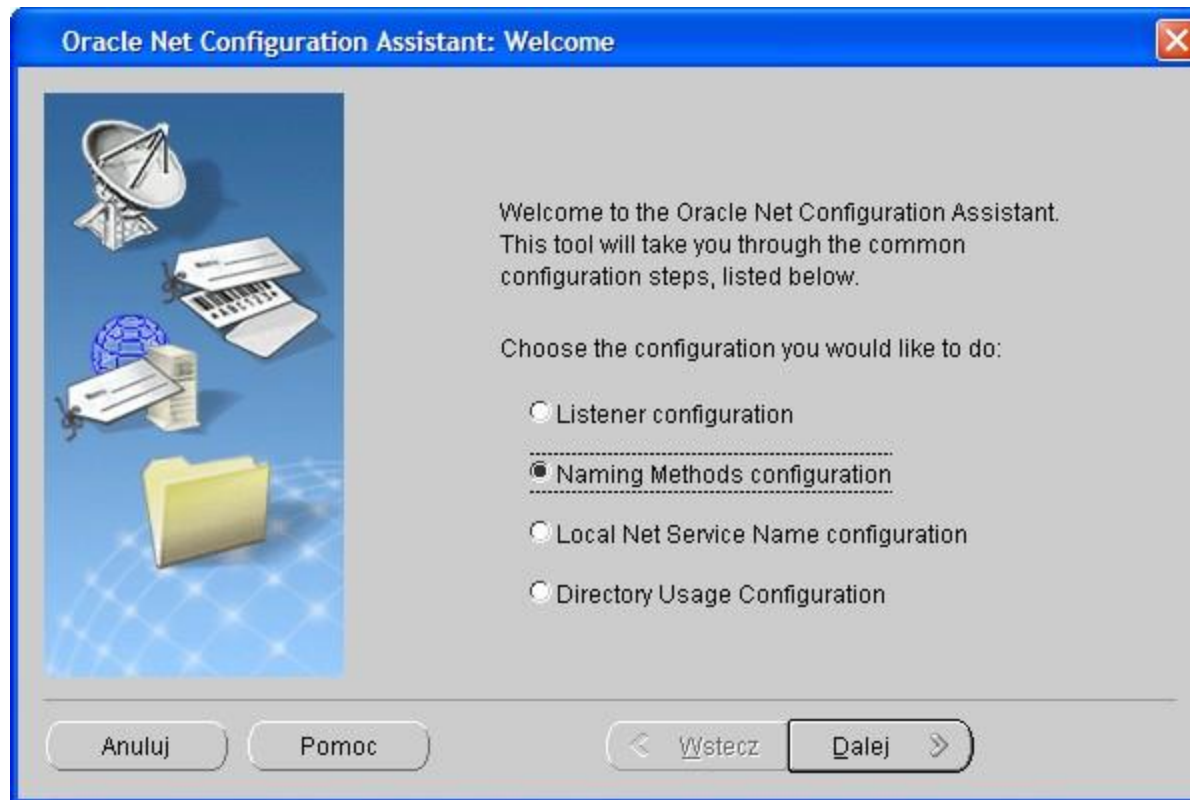 Oracle Net Configuration Assistant: Welcome
Welcome to the Oracle Net Configuration Assistant.
This tool will take you through the common
configuration steps, listed below.
Choose the configuration you would like to do:
Listener configuration
Naming Methods configuration
Local Net Service Name configuration
Directory Usage Configuration
Anuluj
Pomoc
Wstecz
Dalej